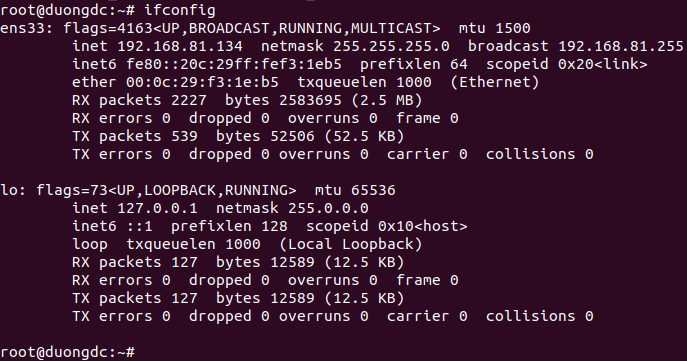 root@duongdc:~# ifconfig
ens33: flags=4163<UP,BROADCAST,RUNNING,MULTICAST>  mtu 1500
        inet 192.168.81.134  netmask 255.255.255.0  broadcast 192.168.81.255
        inet6 fe80::20c:29ff:fef3:1eb5  prefixlen 64  scopeid 0x20<link>
        ether 00:0c:29:f3:1e:b5  txqueuelen 1000  (Ethernet)
        RX packets 2227  bytes 2583695 (2.5 MB)
        RX errors 0  dropped 0  overruns 0  frame 0
        TX packets 539  bytes 52506 (52.5 KB)
        TX errors 0  dropped 0 overruns 0  carrier 0  collisions 0

lo: flags=73<UP,LOOPBACK,RUNNING>  mtu 65536
        inet 127.0.0.1  netmask 255.0.0.0
        inet6 ::1  prefixlen 128  scopeid 0x10<host>
        loop  txqueuelen 1000  (Local Loopback)
        RX packets 127  bytes 12589 (12.5 KB)
        RX errors 0  dropped 0  overruns 0  frame 0
        TX packets 127  bytes 12589 (12.5 KB)
        TX errors 0  dropped 0 overruns 0  carrier 0  collisions 0

root@duongdc:~#